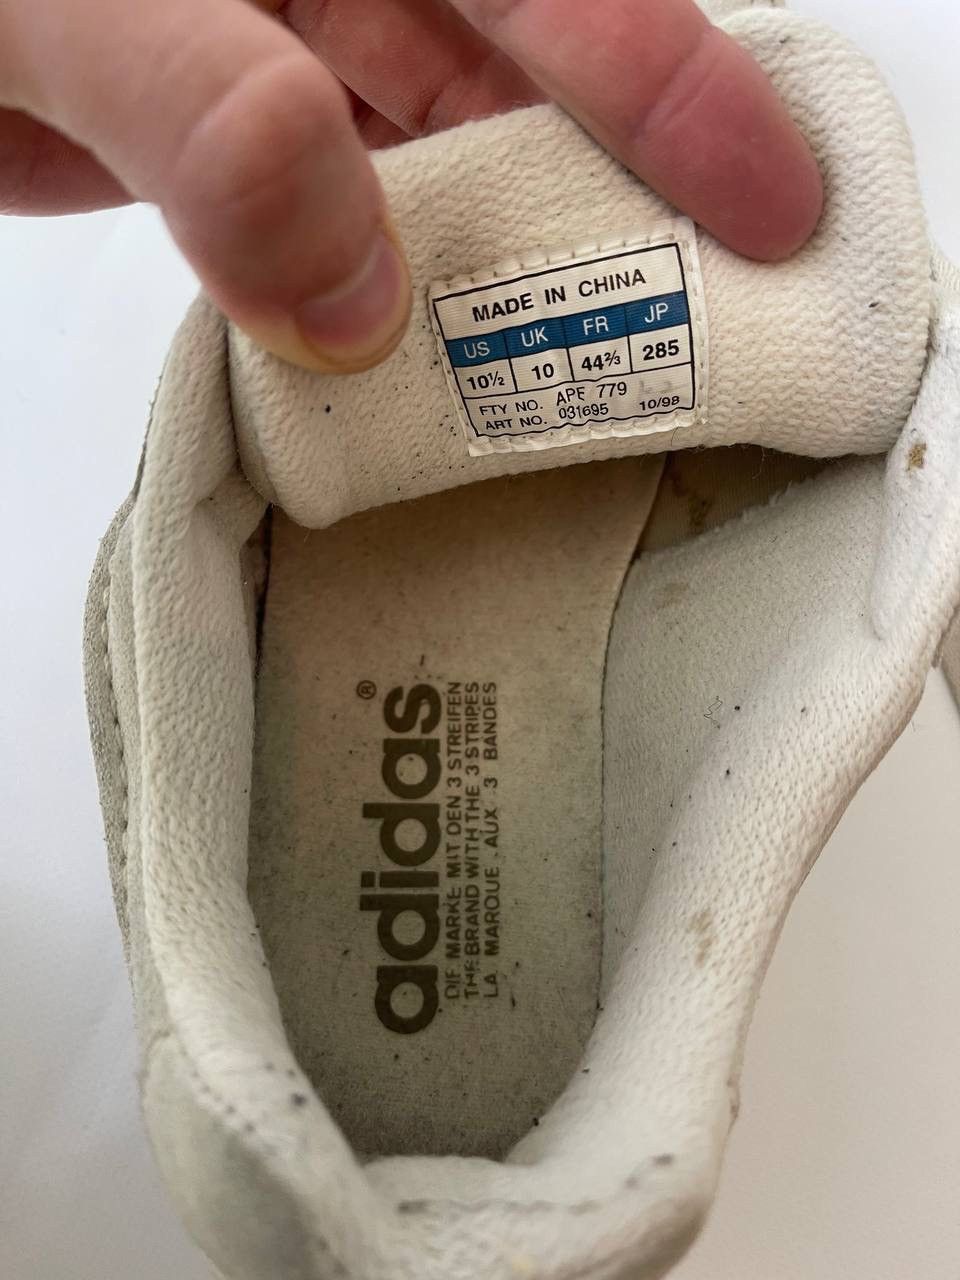 MADE IN CHINA
US UK FR JP
10½ 10 44⅔ 285
FTY NO. APE 779
ART NO. 031695 10/98
adidas®
DIE MARKE MIT DEN 3 STREIFEN
THE BRAND WITH THE 3 STRIPES
LA MARQUE AUX 3 BANDES